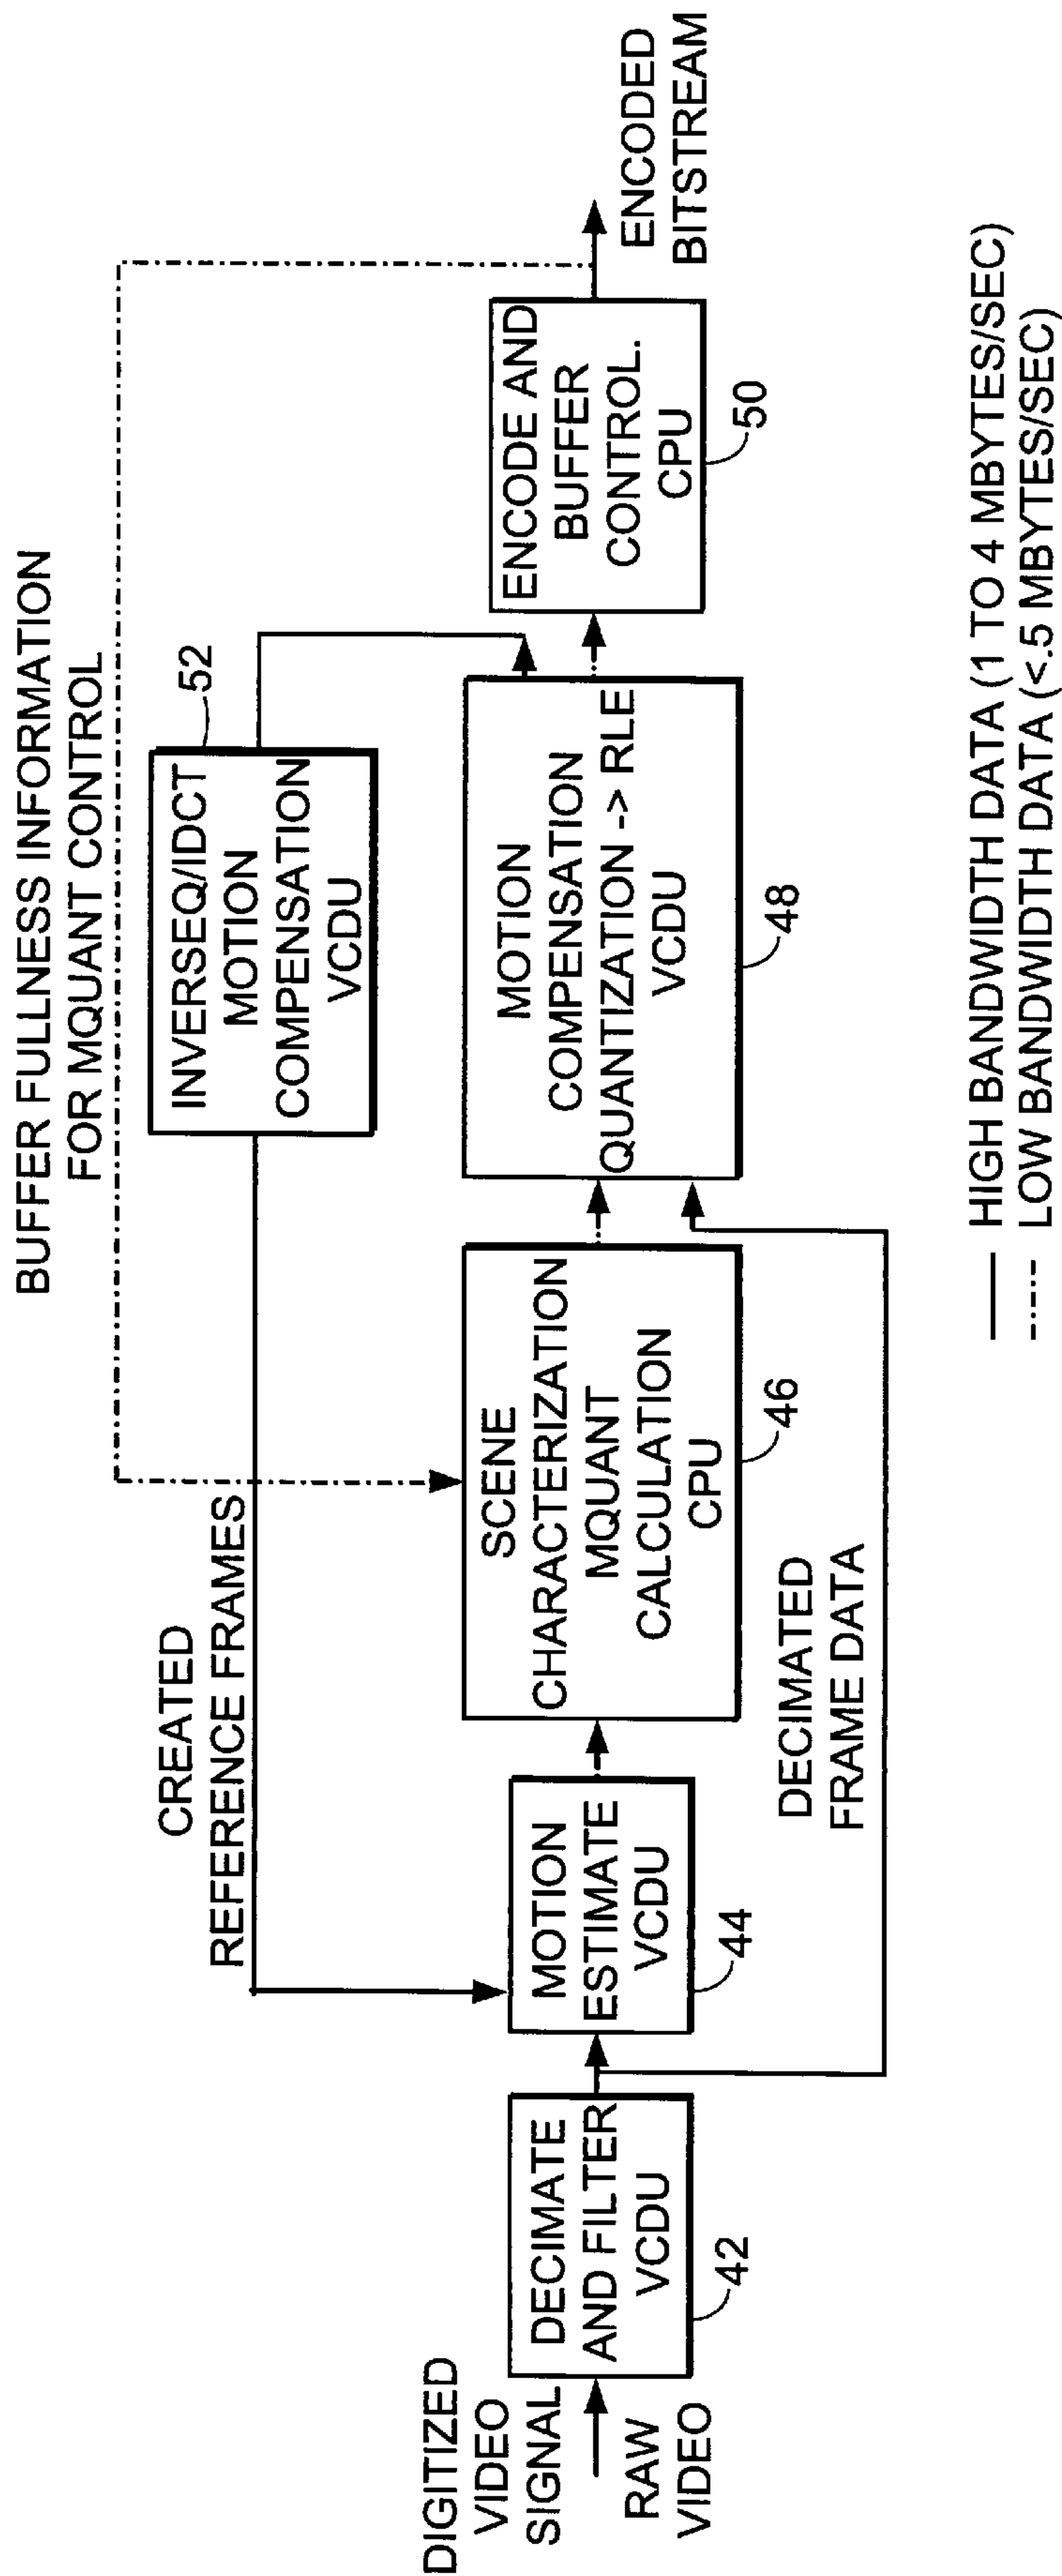 BUFFER FULLNESS INFORMATION
FOR MQUANT CONTROL
CREATED
REFERENCE FRAMES
52
INVERSEQ/IDCT
MOTION
COMPENSATION
VCDU
DIGITIZED
VIDEO
SIGNAL
RAW
VIDEO
DECIMATE
AND FILTER
VCDU
42
MOTION
ESTIMATE
VCDU
44
SCENE
CHARACTERIZATION
MQUANT
CALCULATION
CPU
46
MOTION
COMPENSATION
QUANTIZATION -> RLE
VCDU
48
ENCODE AND
BUFFER
CONTROL.
CPU
50
ENCODED
BITSTREAM
DECIMATED
FRAME DATA
HIGH BANDWIDTH DATA (1 TO 4 MBYTES/SEC)
LOW BANDWIDTH DATA (<.5 MBYTES/SEC)